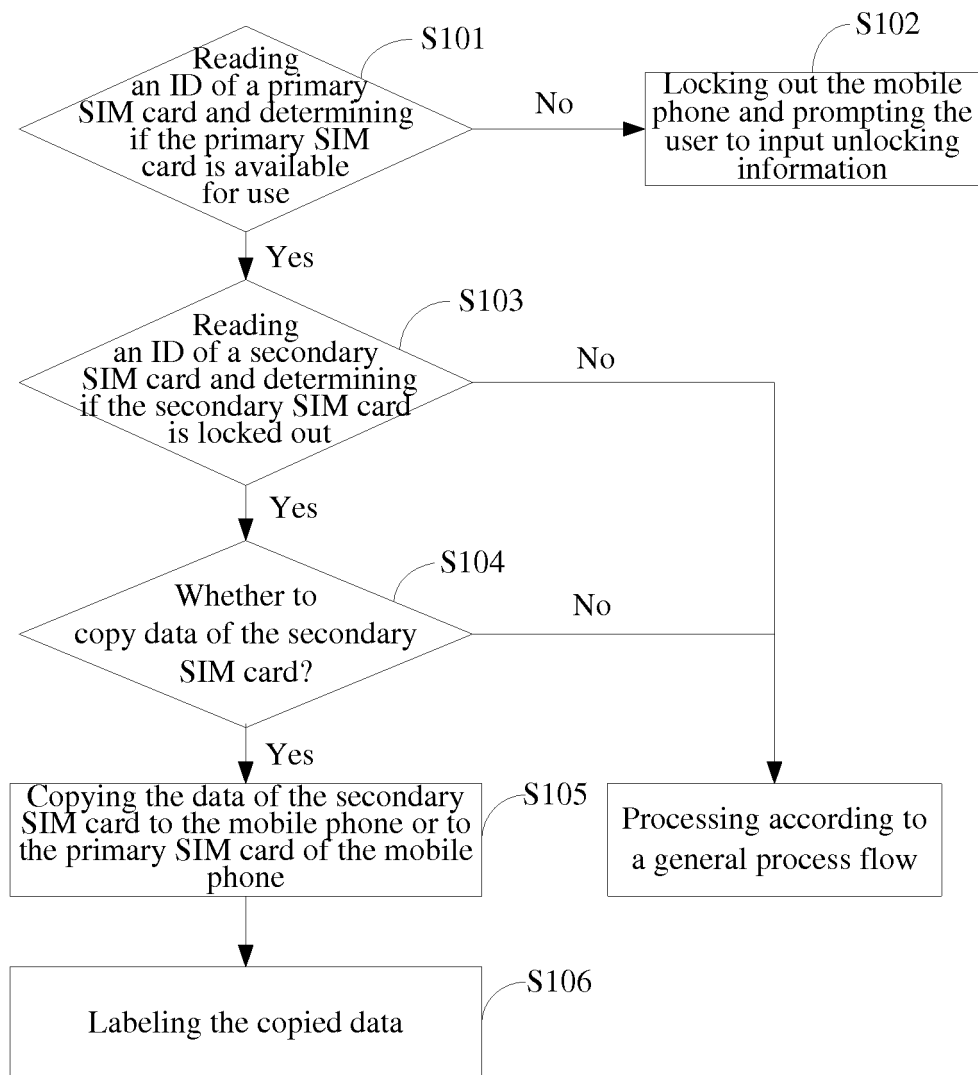 S101
Reading
an ID of a primary
SIM card and determining
if the primary SIM
card is available
for use
No
S102
Locking out the mobile
phone and prompting the
user to input unlocking
information
Yes
S103
Reading
an ID of a secondary
SIM card and determining
if the secondary SIM card
is locked out
No
Yes
S104
Whether to
copy data of the secondary
SIM card?
No
Yes
S105
Copying the data of the secondary
SIM card to the mobile phone or to
the primary SIM card of the mobile
phone
Processing according to
a general process flow
S106
Labeling the copied data